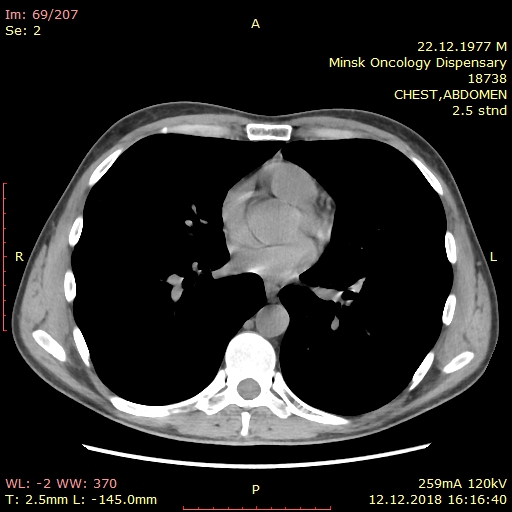 Im: 69/207
Se: 2
A
22.12.1977 M
Minsk Oncology Dispensary
18738
CHEST,ABDOMEN
2.5 stnd
R
L
WL: -2 WW: 370
T: 2.5mm L: -145.0mm
P
259mA 120kV
12.12.2018 16:16:40